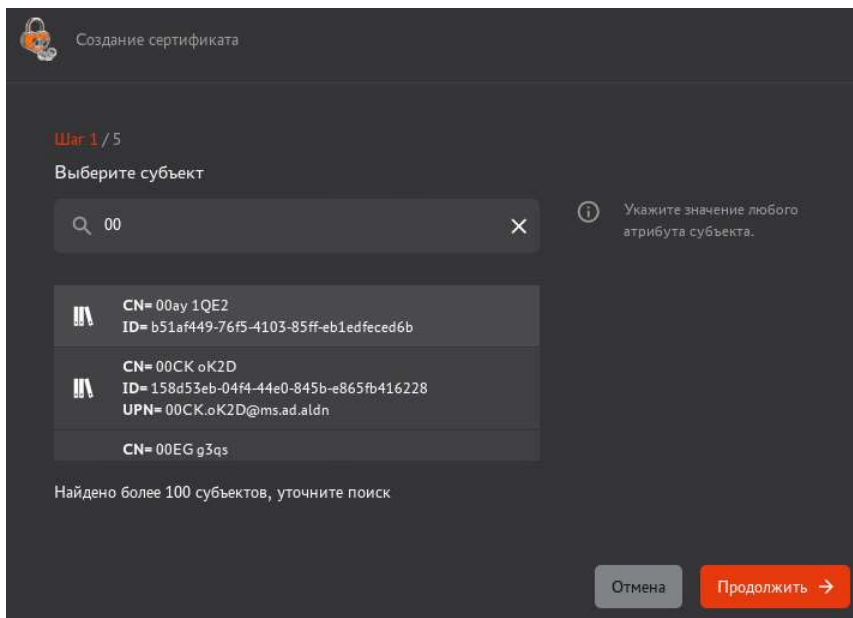 Создание сертификата
Шаг 1 / 5
Выберите субъект
00
Укажите значение любого
атрибута субъекта.
CN= 00ay 1QE2
ID= b51af449-76f5-4103-85ff-eb1edfeced6b
CN= 00CK oK2D
ID= 158d53eb-04f4-44e0-845b-e865fb416228
UPN= 00CK.oK2D@ms.ad.aldn
CN= 00EG g3qs
Найдено более 100 субъектов, уточните поиск
Отмена
Продолжить →